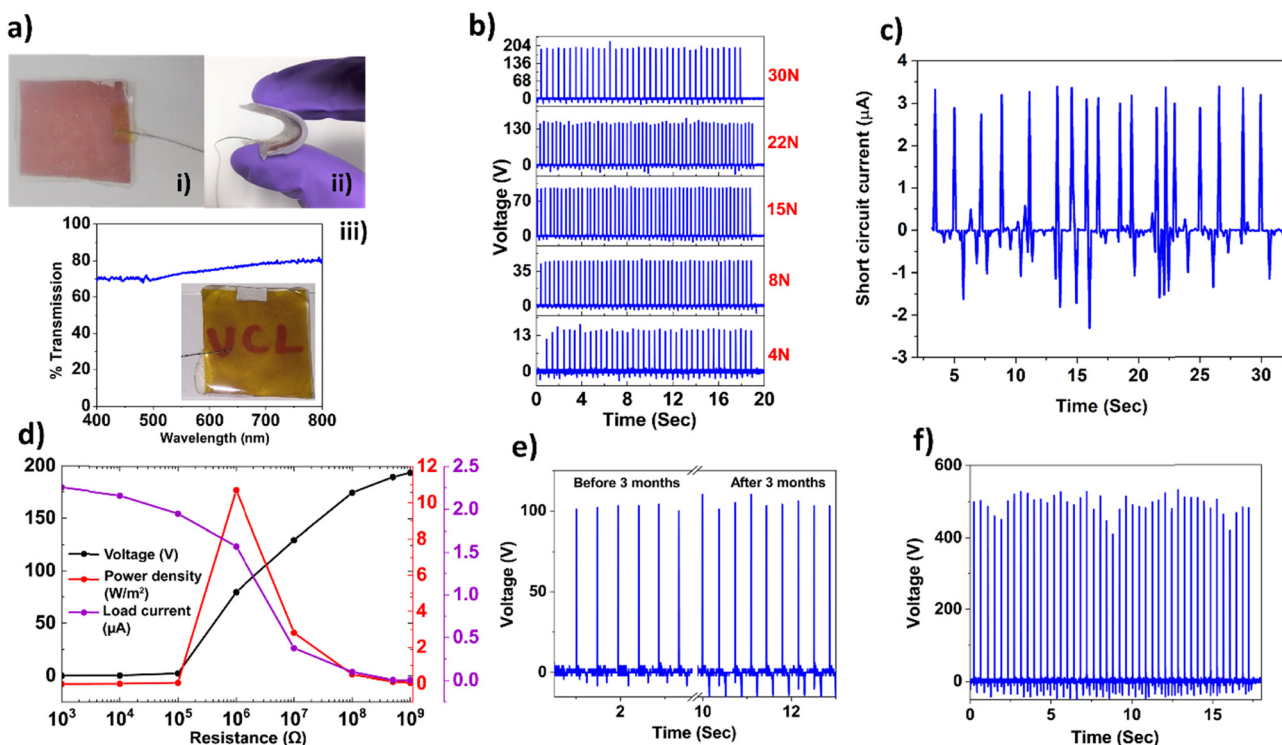 a)
i)
ii)
iii)
100
80
60
40
20
0
% Transmission
400 500 600 700 800
Wavelength (nm)
UCL
b)
204
136
68
0
30N
130
0
22N
70
0
15N
35
0
8N
13
0
4N
Voltage (V)
0 4 8 12 16 20
Time (Sec)
c)
4
3
2
1
0
-1
-2
-3
Short circuit current (μA)
5 10 15 20 25 30
Time (Sec)
d)
200
175
150
125
100
75
50
25
0
Voltage (V)
Power density
(W/m²)
Load current
(μA)
12
10
8
6
4
2
0
2.5
2.0
1.5
1.0
0.5
0.0
10³ 10⁴ 10⁵ 10⁶ 10⁷ 10⁸ 10⁹
Resistance (Ω)
e)
Before 3 months After 3 months
100
50
0
Voltage (V)
2 10 12
Time (Sec)
f)
600
400
200
0
Voltage (V)
0 5 10 15
Time (Sec)